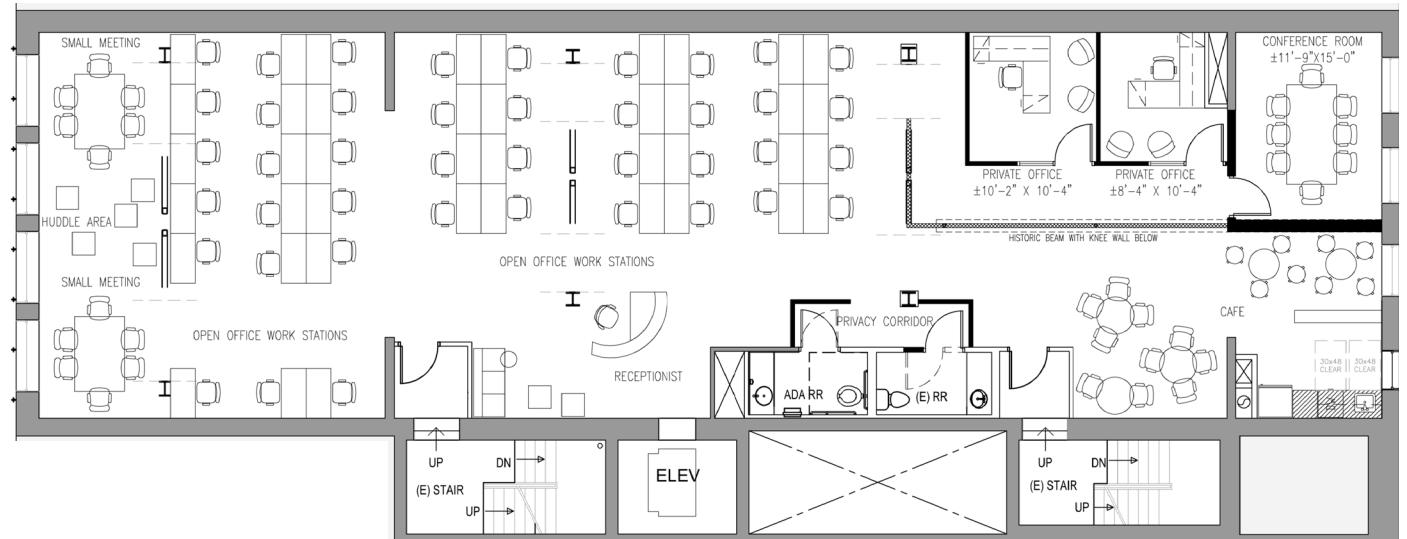 SMALL MEETING
HUDDLE AREA
SMALL MEETING
OPEN OFFICE WORK STATIONS
OPEN OFFICE WORK STATIONS
RECEPTIONIST
PRIVATE OFFICE
±10'-2" X 10'-4"
PRIVATE OFFICE
±8'-4" X 10'-4"
CONFERENCE ROOM
±11'-9"X15'-0"
HISTORIC BEAM WITH KNEE WALL BELOW
PRIVACY CORRIDOR
CAFE
30x48
CLEAR
30x48
CLEAR
ADA RR
(E) RR
UP
DN
(E) STAIR
UP
ELEV
UP
DN
(E) STAIR
UP